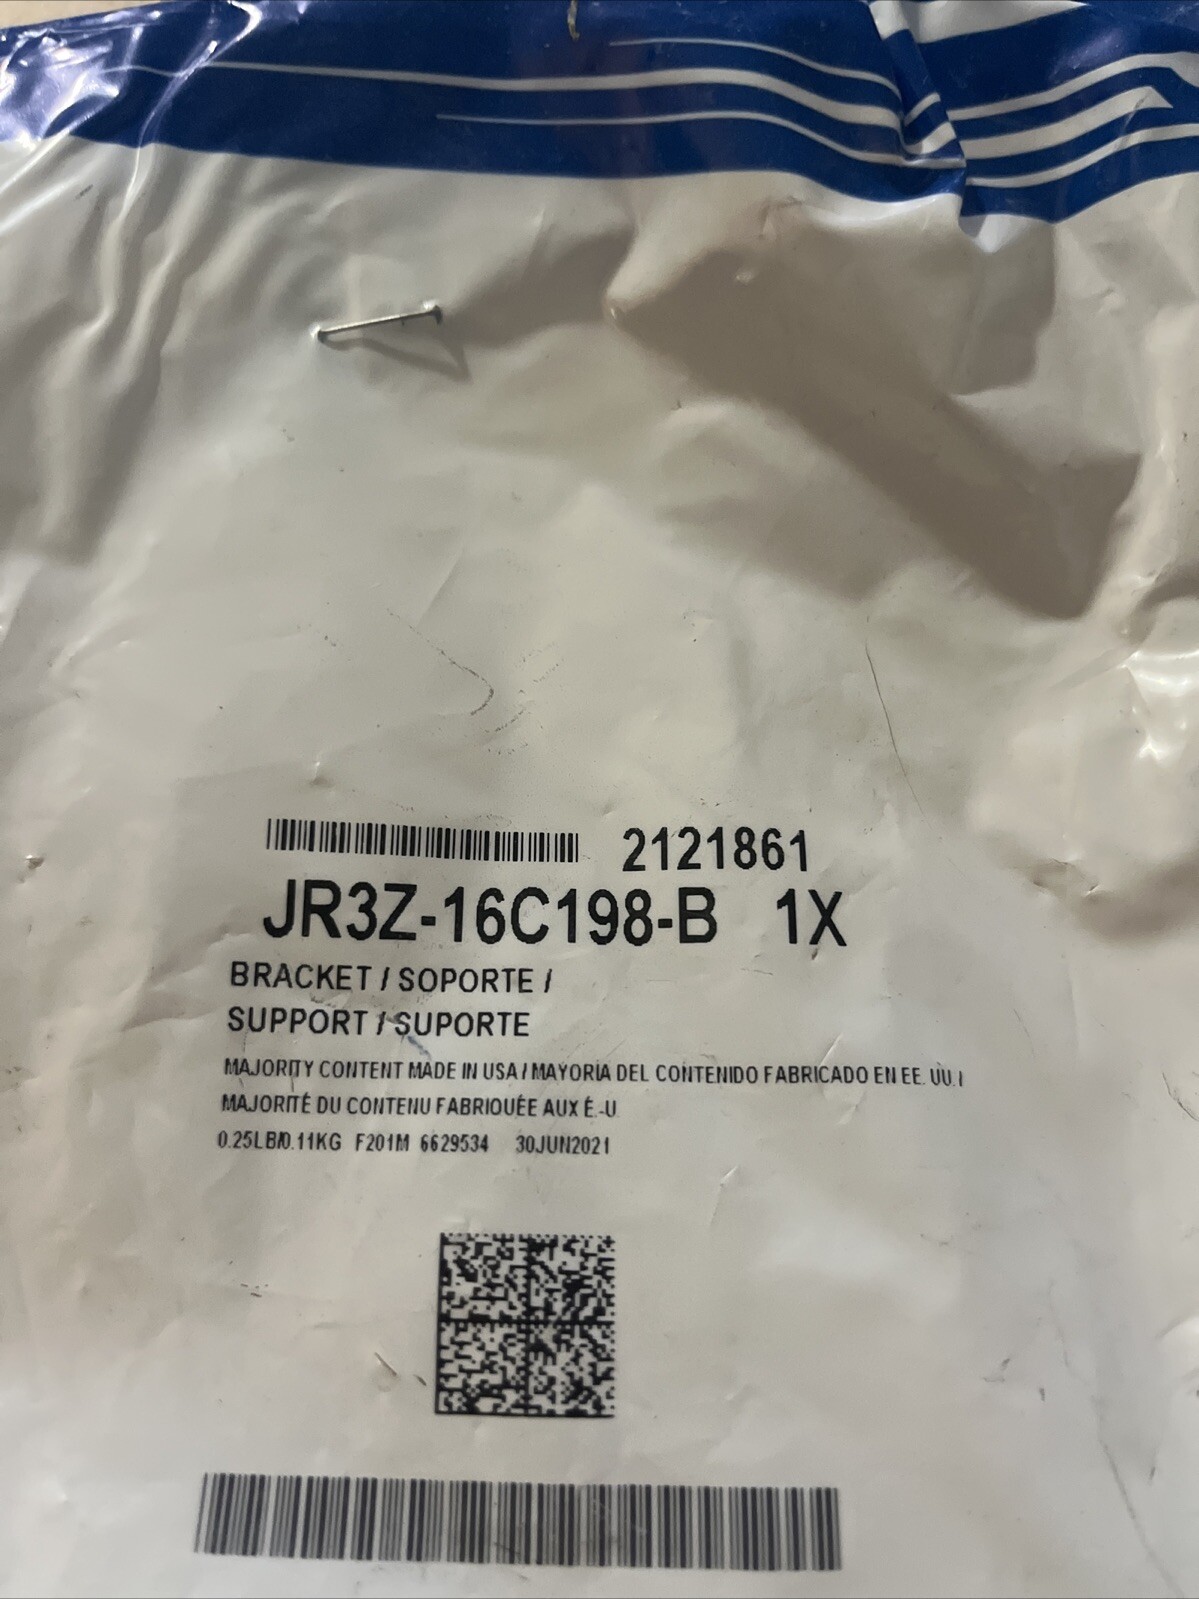 2121861
JR3Z-16C198-B 1X
BRACKET / SOPORTE /
SUPPORT / SUPORTE
MAJORITY CONTENT MADE IN USA / MAYORÍA DEL CONTENIDO FABRICADO EN EE. UU. /
MAJORITÉ DU CONTENU FABRIQUÉE AUX É.-U.
0.25LB/0.11KG F201M 6629534 30JUN2021